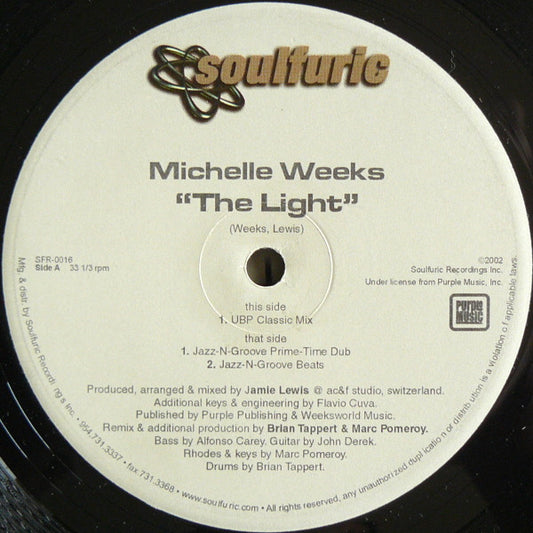 soulfuric
Michelle Weeks
“The Light”
(Weeks, Lewis)
SFR-0016
Side A 33 1/3 rpm
©2002
Soulfuric Recordings Inc.
Under license from Purple Music, Inc.
PURPLE
MUSIC
this side
1. UBP Classic Mix
that side
1. Jazz-N-Groove Prime-Time Dub
2. Jazz-N-Groove Beats
Produced, arranged & mixed by Jamie Lewis @ ac&f studio, switzerland.
Additional keys & engineering by Flavio Cuva.
Published by Purple Publishing & Weeksworld Music.
Remix & additional production by Brian Tappert & Marc Pomeroy.
Bass by Alfonso Carey. Guitar by John Derek.
Rhodes & keys by Marc Pomeroy.
Drums by Brian Tappert.
Mfg & distr. by Soulfuric Recordings Inc. • 954.731.3337 • fax.731.3368 • www.soulfuric.com • All rights reserved, any unauthorized duplication or distribution is a violation of applicable laws.